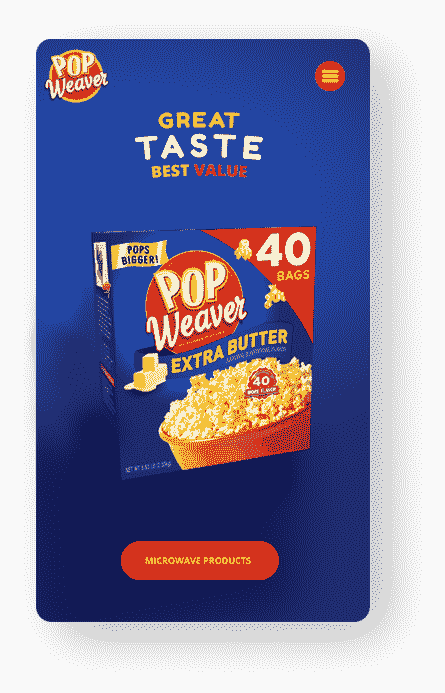 POP
Weaver
GREAT
TASTE
BEST VALUE
POPS
BIGGER!
40
BAGS
POP
Weaver
EXTRA BUTTER
40
MICROWAVE PRODUCTS